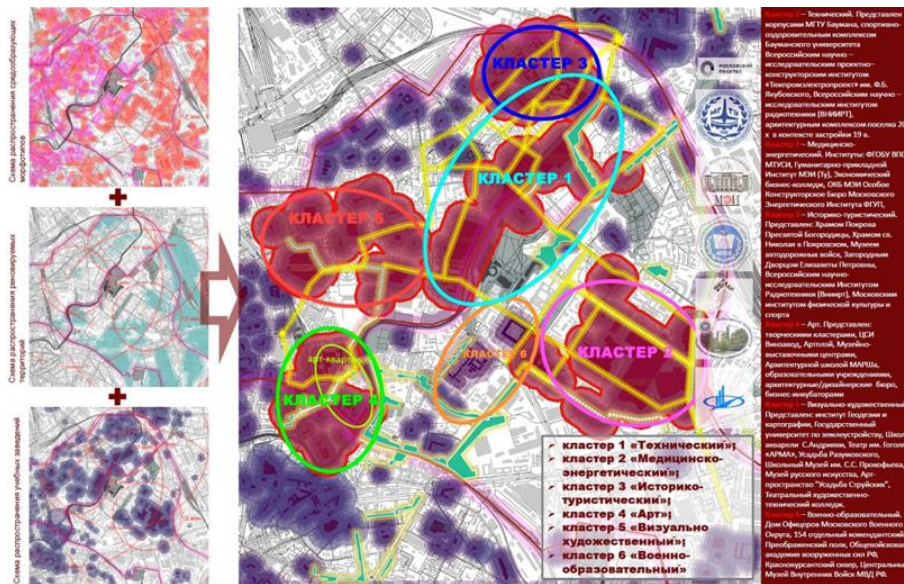 Схема распространения средообразующих
морфотипов
Схема распространения реновируемых
территорий
Схема распространения учебных заведений
КЛАСТЕР 3
КЛАСТЕР 1
КЛАСТЕР 5
КЛАСТЕР 6
КЛАСТЕР 2
арт-квартал
КЛАСТЕР 4
кластер 1 «Технический»;
кластер 2 «Медицинско-
энергетический»;
кластер 3 «Историко-
туристический»;
кластер 4 «Арт»;
кластер 5 «Визуально
художественный»;
кластер 6 «Военно-
образовательный»
МЭИ
Кластер 1 – Технический. Представлен
корпусами МГТУ Баумана, спортивно-
оздоровительным комплексом
Бауманского университета
Всероссийским научно –
исследовательским проектно–
конструкторским институтом
«Тяжпромэлектропроект» им. Ф.Б.
Якубовского, Всероссийским научно –
исследовательским институтом
радиотехники (ВНИИРТ),
архитектурным комплексом поселка 20
х в контексте застройки 19 в.
Кластер 2 – Медицинско-
энергетический. Институты: ФГОБУ ВПО
МТУСИ, Гуманитарно-прикладной
Институт МЭИ (Ту), Экономический
бизнес-колледж, ОКБ МЭИ Особое
Конструкторское Бюро Московского
Энергетического Института ФГУП,
Кластер 3 – Историко-туристический.
Представлен: Храмом Покрова
Пресвятой Богородицы, Храмом св.
Николая в Покровском, Музеем
автодорожных войск, Загородным
Дворцом Елизаветы Петровны,
Всероссийским научно-
исследовательским Институтом
Радиотехники (Вниирт), Московским
институтом физической культуры и
спорта
Кластер 4 – Арт. Представлен:
творческими кластерами, ЦСИ
Винзавод, Артплэй, Музейно-
выставочными центрами,
Архитектурной школой МАРШа,
образовательными учреждениями,
архитектурные/дизайнерские бюро,
бизнес-инкубаторами
Кластер 5 – Визуально-художественный
Представлен: институт Геодезии и
картографии, Государственный
университет по землеустройству, Школ
акварели С.Андрияки, Театр им. Гоголя
«АРМА», Усадьба Разумовского,
Школьный Музей им. С.С. Прокофьева,
Музей русского искусства, Арт-
пространство "Усадьба Струйских",
Театральный художественно-
технический колледж.
Кластер 6 – Военно-образовательный.
Дом Офицеров Московского Военного
Округа, 154 отдельный комендантский
Преображенский полк, Общевойсковая
академия вооруженных сил РФ,
Краснокурсантский сквер, Центральный
Музей Внутренних Войск МВД РФ.